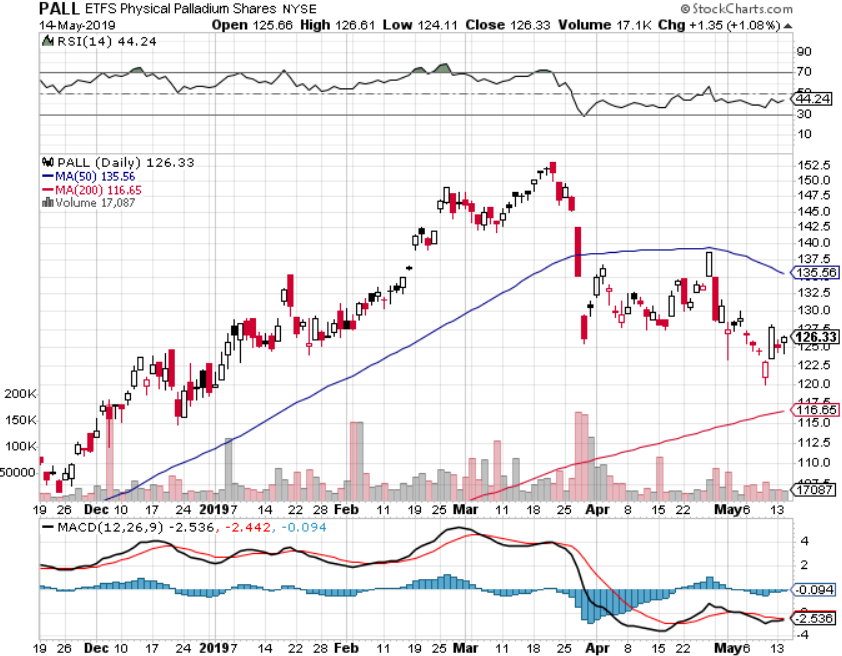 PALL ETFS Physical Palladium Shares NYSE © StockCharts.com
14-May-2019 Open 125.66 High 126.61 Low 124.11 Close 126.33 Volume 17.1K Chg +1.35 (+1.08%)
RSI(14) 44.24
90
70
44.24
30
10
PALL (Daily) 126.33
MA(50) 135.56
MA(200) 116.65
Volume 17,087
152.5
150.0
147.5
145.0
142.5
140.0
137.5
135.56
132.5
130.0
126.33
125.0
122.5
120.0
116.65
115.0
112.5
110.0
17087
200K
150K
100K
50000
19 26 Dec 10 17 24 2019 7 14 22 28 Feb 11 19 25 Mar 11 18 25 Apr 8 15 22 May 6 13
MACD(12,26,9) -2.536, -2.442, -0.094
4
2
-0.094
-2.536
-4
19 26 Dec 10 17 24 2019 7 14 22 28 Feb 11 19 25 Mar 11 18 25 Apr 8 15 22 May 6 13